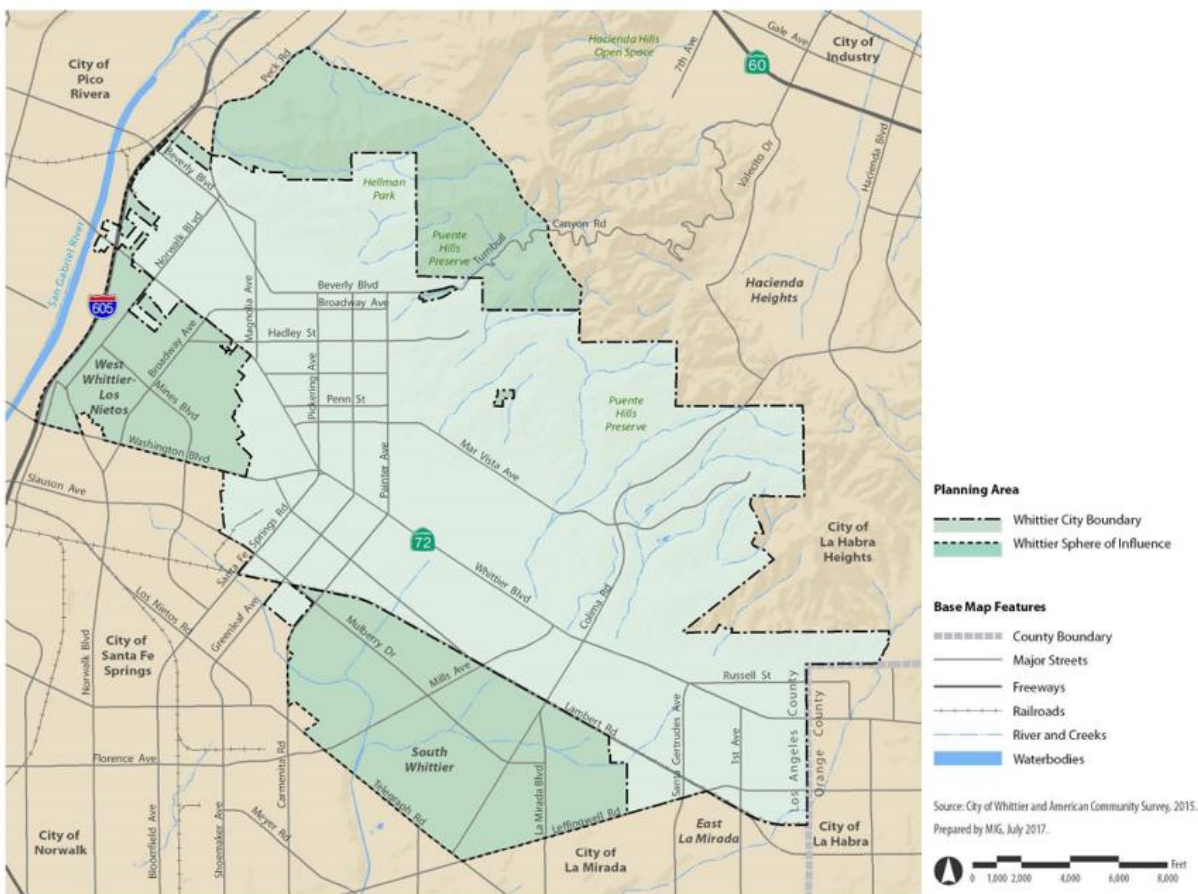 Hacienda Hills
Open Space
Gale Ave
City of
Industry
7th Ave
60
City of
Pico
Rivera
Peck Rd
Valecito Dr
Hacienda Blvd
Beverly Blvd
Hellman
Park
Norwalk Blvd
Puente
Hills
Preserve
Turnbull
Canyon Rd
San Gabriel River
605
Hacienda
Heights
Magnolia Ave
Beverly Blvd
Broadway Ave
Hadley St
Broadway Ave
West
Whittier-
Los
Nietos
Mines Blvd
Pickering Ave
Penn St
Puente
Hills
Preserve
Washington Blvd
Mar Vista Ave
Painter Ave
Slauson Ave
Santa Fe Springs Rd
72
Whittier Blvd
City of
La Habra
Heights
Colima Rd
Los Nietos Rd
Greenleaf Ave
City of
Santa Fe
Springs
Norwalk Blvd
Mulberry Dr
Mills Ave
Russell St
Lambert Rd
Santa Gertrudes Ave
1st Ave
Los Angeles County
Orange County
Florence Ave
Carmenita Rd
South
Whittier
La Mirada Blvd
Telegraph Rd
Leffingwell Rd
Bloomfield Ave
Shoemaker Ave
Meyer Rd
City of
Norwalk
City of
La Mirada
East
La Mirada
City of
La Habra
Planning Area
Whittier City Boundary
Whittier Sphere of Influence
Base Map Features
County Boundary
Major Streets
Freeways
Railroads
River and Creeks
Waterbodies
Source: City of Whittier and American Community Survey, 2015.
Prepared by MIG, July 2017.
Feet
0 1,000 2,000 4,000 6,000 8,000